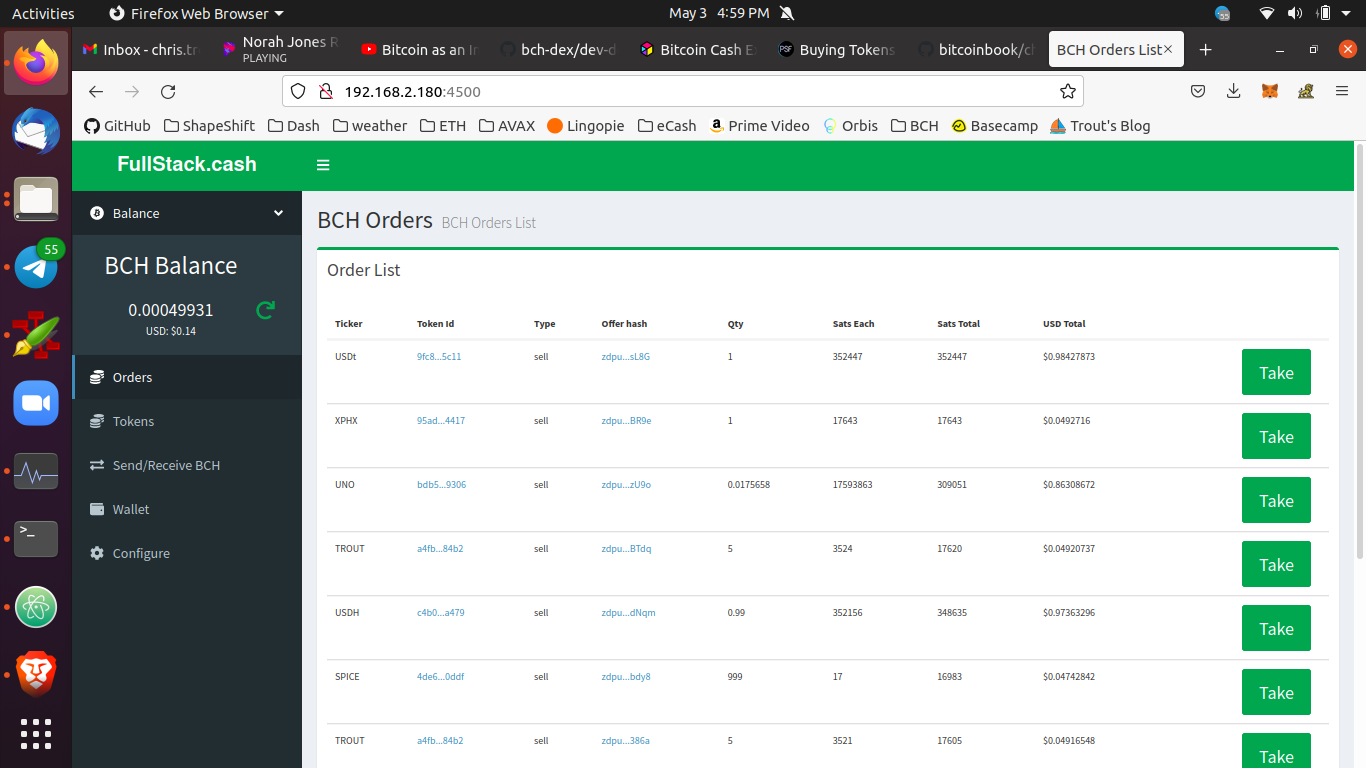 Activities Firefox Web Browser May 3 4:59 PM
Inbox - chris.tr Norah Jones R PLAYING Bitcoin as an In bch-dex/dev-d Bitcoin Cash Ex Buying Tokens bitcoinbook/ch BCH Orders List
192.168.2.180:4500
GitHub ShapeShift Dash weather ETH AVAX Lingopie eCash Prime Video Orbis BCH Basecamp Trout's Blog
FullStack.cash
Balance
BCH Balance
0.00049931
USD: $0.14
Orders
Tokens
Send/Receive BCH
Wallet
Configure
55
BCH Orders BCH Orders List
Order List
Ticker Token Id Type Offer hash Qty Sats Each Sats Total USD Total
USDt 9fc8...5c11 sell zdpu...sL8G 1 352447 352447 $0.98427873 Take
XPHX 95ad...4417 sell zdpu...BR9e 1 17643 17643 $0.0492716 Take
UNO bdb5...9306 sell zdpu...zU9o 0.0175658 17593863 309051 $0.86308672 Take
TROUT a4fb...84b2 sell zdpu...BTdq 5 3524 17620 $0.04920737 Take
USDH c4b0...a479 sell zdpu...dNqm 0.99 352156 348635 $0.97363296 Take
SPICE 4de6...0ddf sell zdpu...bdy8 999 17 16983 $0.04742842 Take
TROUT a4fb...84b2 sell zdpu...386a 5 3521 17605 $0.04916548 Take